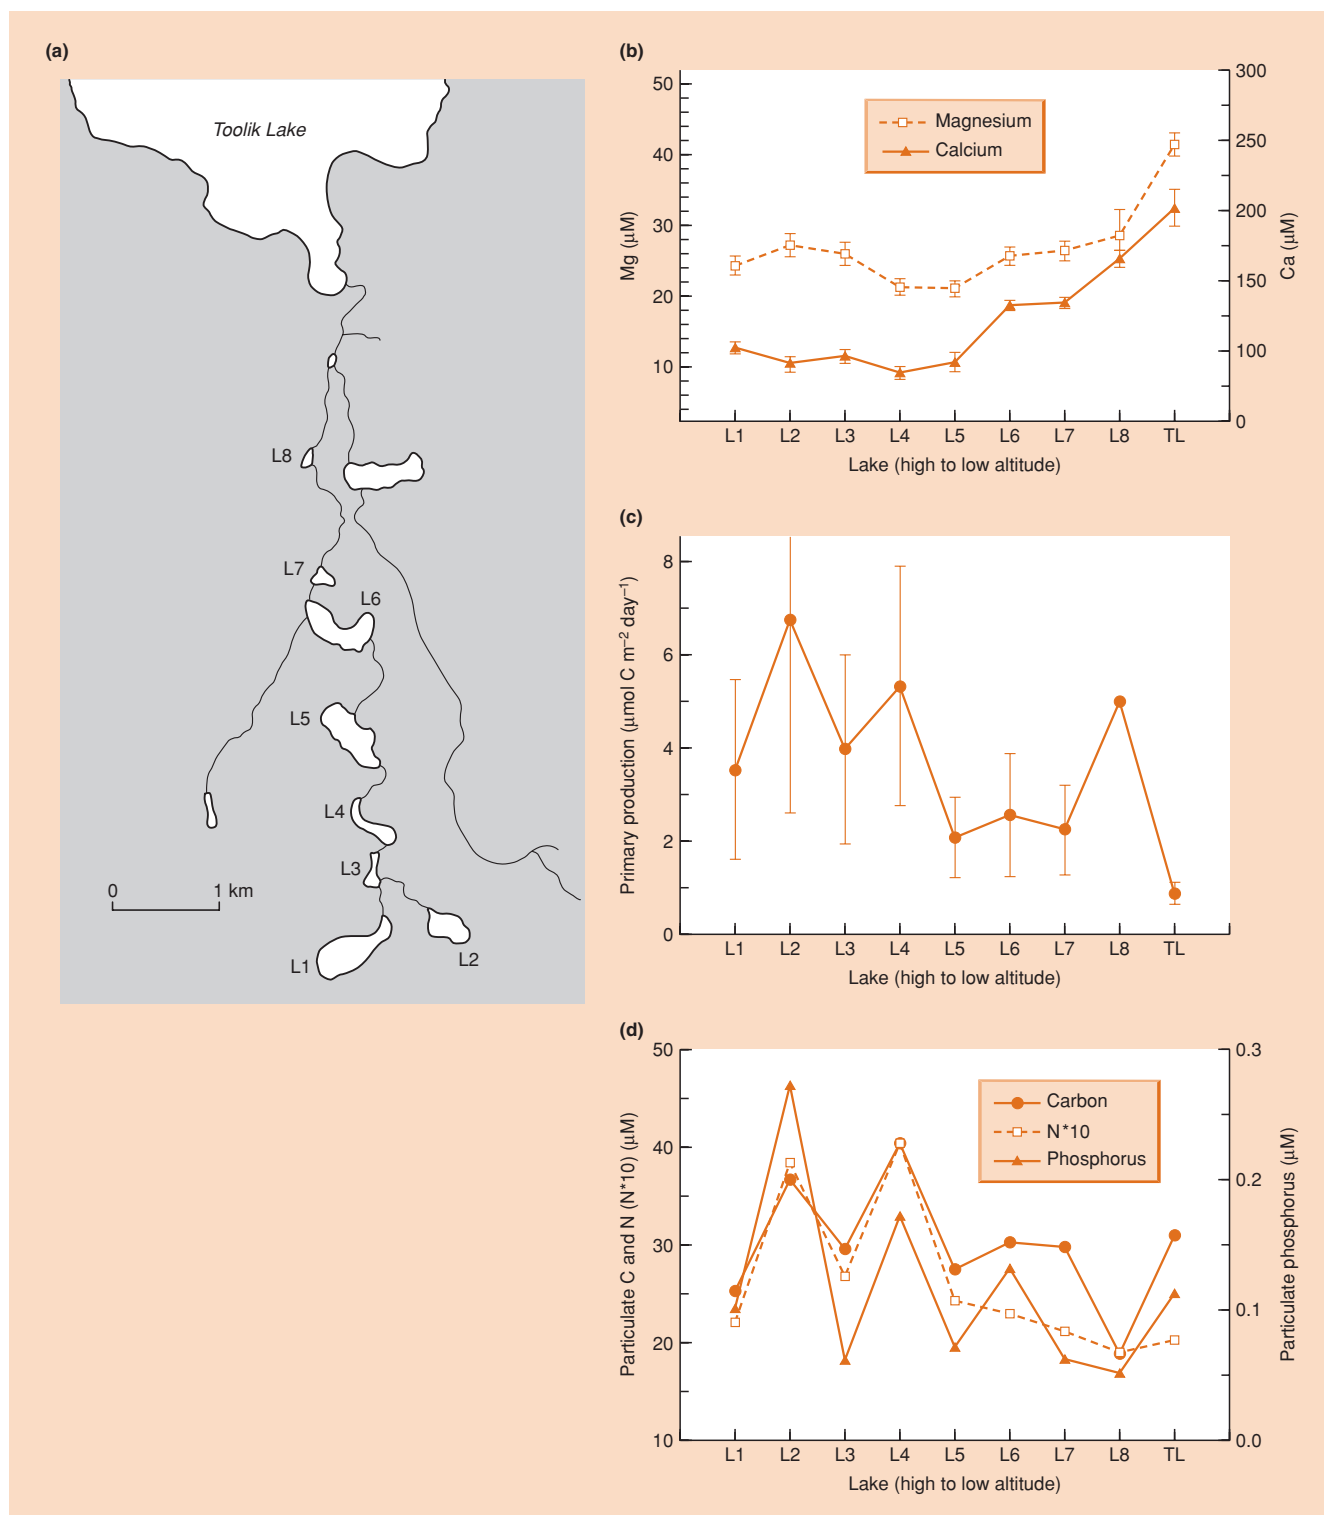 (a)
Toolik Lake
L8
L7
L6
L5
L4
L3
0 1 km
L1
L2
(b)
Mg (μM)
50
40
30
20
10
Magnesium
Calcium
300
250
200
150
100
0
Ca (μM)
L1 L2 L3 L4 L5 L6 L7 L8 TL
Lake (high to low altitude)
(c)
Primary production (μmol C m⁻² day⁻¹)
8
6
4
2
0
L1 L2 L3 L4 L5 L6 L7 L8 TL
Lake (high to low altitude)
(d)
Particulate C and N (N*10) (μM)
50
40
30
20
10
Carbon
N*10
Phosphorus
0.3
0.2
0.1
0.0
Particulate phosphorus (μM)
L1 L2 L3 L4 L5 L6 L7 L8 TL
Lake (high to low altitude)